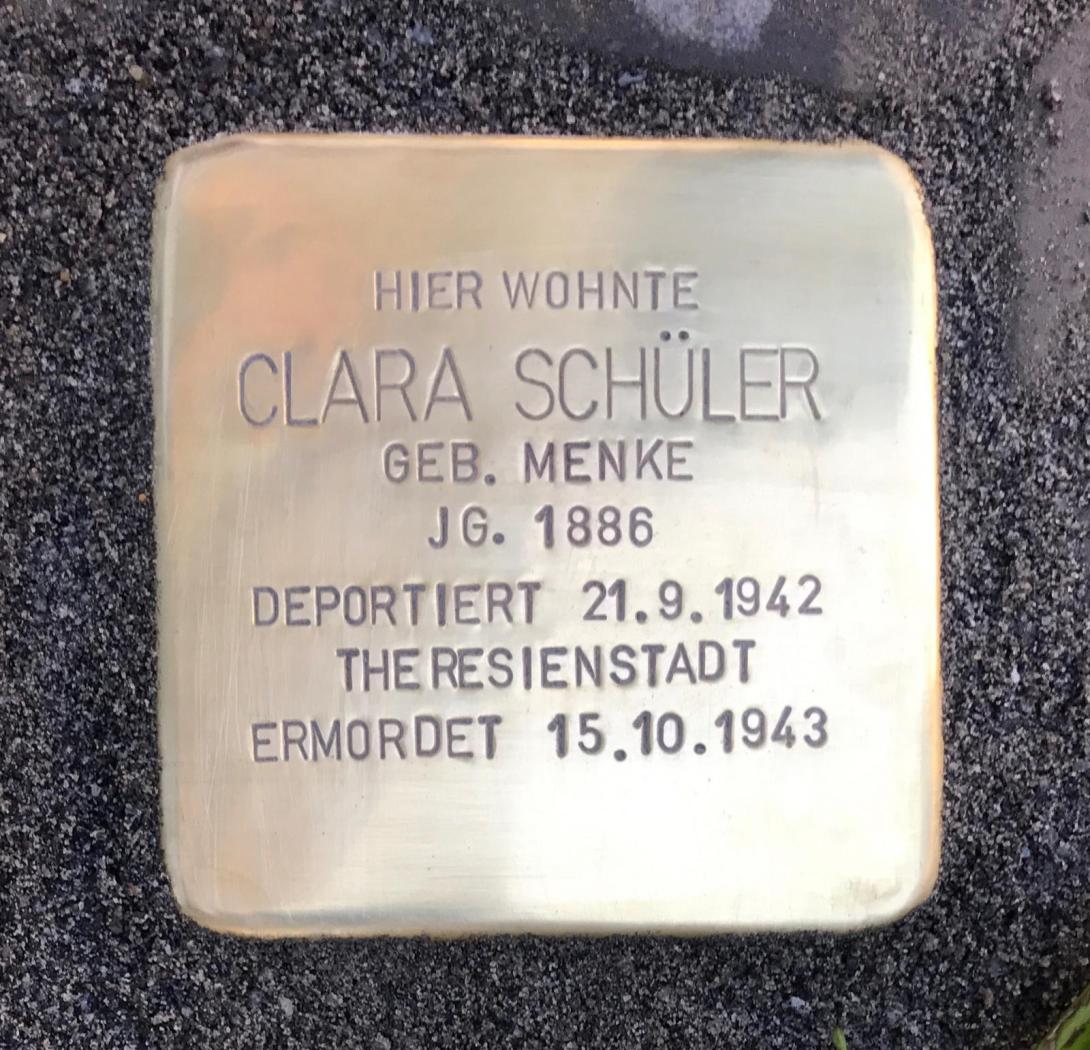 HIER WOHNTE
CLARA SCHÜLER
GEB. MENKE
JG. 1886
DEPORTIERT 21.9.1942
THERESIENSTADT
ERMORDET 15.10.1943